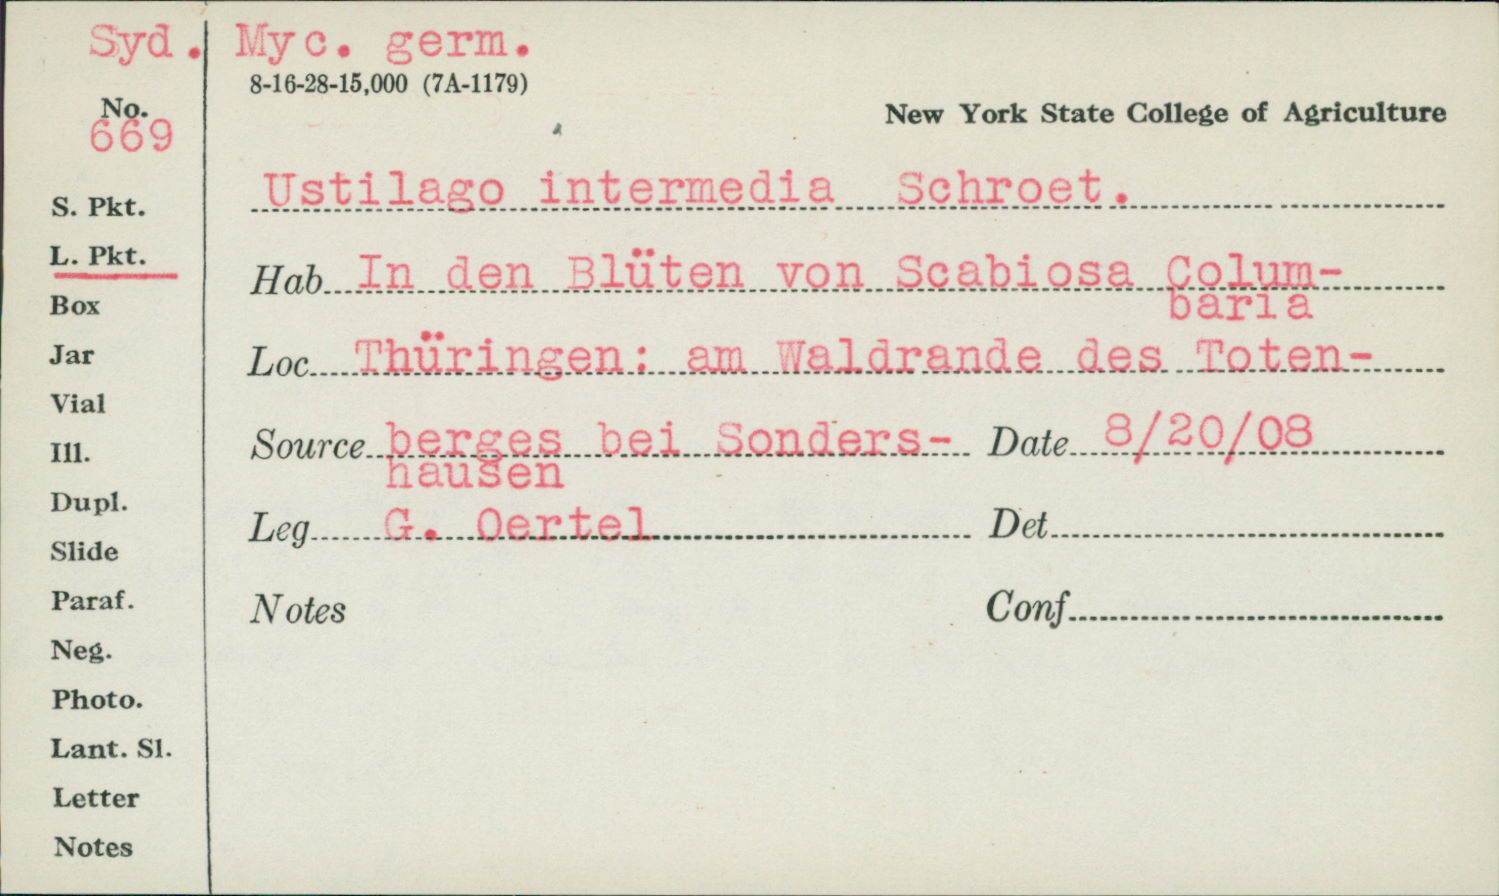 Syd. Myc. germ.
8-16-28-15,000 (7A-1179)
No.
669
New York State College of Agriculture
Ustilago intermedia Schroet.
S. Pkt.
L. Pkt.
Hab. In den Blüten von Scabiosa Colum-
baria
Box
Jar
Loc. Thüringen: am Waldrande des Toten-
Vial
Source berges bei Sonders-
hausen
Date 8/20/08
Ill.
Dupl.
Leg. G. Oertel
Det.
Slide
Paraf.
Notes
Conf.
Neg.
Photo.
Lant. Sl.
Letter
Notes